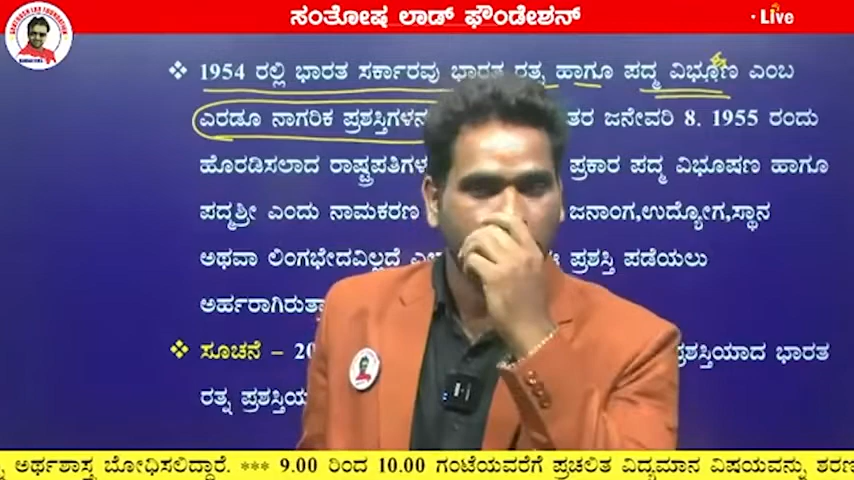 ಸಂತೋಷ ಲಾಡ್ ಫೌಂಡೇಶನ್
· Live
SANTHOSH LAD FOUNDATION
❖ 1954 ರಲ್ಲಿ ಭಾರತ ಸರ್ಕಾರವು ಭಾರತ ರತ್ನ ಹಾಗೂ ಪದ್ಮ ವಿಭೂಷಣ ಎಂಬ
ಎರಡೂ ನಾಗರಿಕ ಪ್ರಶಸ್ತಿಗಳನ ತರ ಜನೇವರಿ 8. 1955 ರಂದು
ಹೊರಡಿಸಲಾದ ರಾಷ್ಟ್ರಪತಿಗಳ ಪ್ರಕಾರ ಪದ್ಮ ವಿಭೂಷಣ ಹಾಗೂ
ಪದ್ಮಶ್ರೀ ಎಂದು ನಾಮಕರಣ ಜನಾಂಗ,ಉದ್ಯೋಗ,ಸ್ಥಾನ
ಅಥವಾ ಲಿಂಗಭೇದವಿಲ್ಲದೆ ಪ್ರಶಸ್ತಿ ಪಡೆಯಲು
ಅರ್ಹರಾಗಿರುತ್ತಾ
❖ ಸೂಚನೆ – 20 ಪ್ರಶಸ್ತಿಯಾದ ಭಾರತ
ರತ್ನ ಪ್ರಶಸ್ತಿಯ
ಅರ್ಥಶಾಸ್ತ್ರ ಬೋಧಿಸಲಿದ್ದಾರೆ. *** 9.00 ರಿಂದ 10.00 ಗಂಟೆಯವರೆಗೆ ಪ್ರಚಲಿತ ವಿದ್ಯಮಾನ ವಿಷಯವನ್ನು ಶರಣ